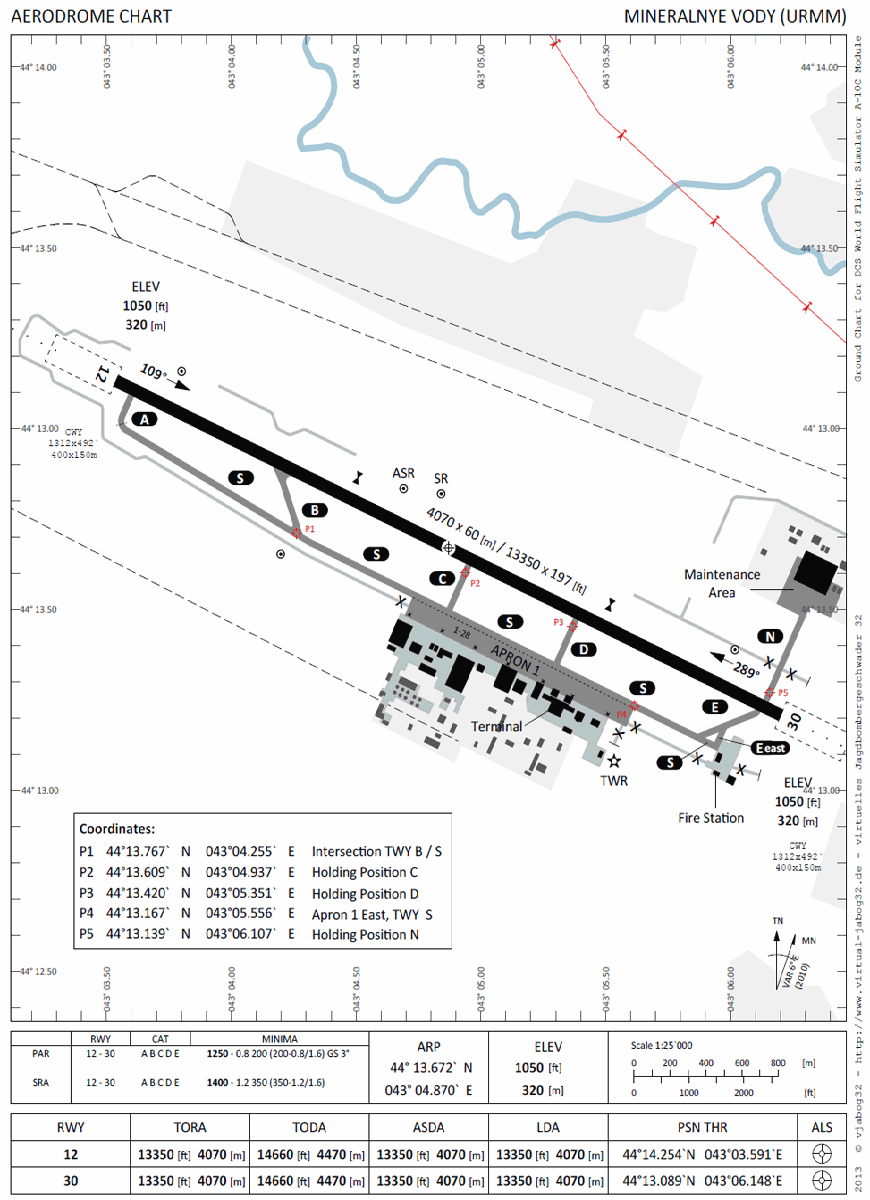 AERODROME CHART
MINERALNYE VODY (URMM)
043° 03.50
043° 04.00
043° 04.50
043° 05.00
043° 05.50
043° 06.00
44° 14.00
44° 14.00
44° 13.50
44° 13.50
ELEV
1050 [ft]
320 [m]
12
109°
A
44° 13.00
44° 13.00
CWY
1312x492`
400x150m
S
B
P1
S
ASR
SR
4070 x 60 [m] / 13350 x 197 [ft]
C
P2
Maintenance
Area
44° 13.50
44° 13.50
X
1-28
APRON 1
S
P3
D
N
X
X
289°
P5
S
P4
E
30
Terminal
X
X
TWR
S
X
X
Eeast
Fire Station
44° 13.00
44° 13.00
ELEV
1050 [ft]
320 [m]
CWY
1312x492`
400x150m
Coordinates:
P1 44°13.767` N 043°04.255` E Intersection TWY B / S
P2 44°13.609` N 043°04.937` E Holding Position C
P3 44°13.420` N 043°05.351` E Holding Position D
P4 44°13.167` N 043°05.556` E Apron 1 East, TWY S
P5 44°13.139` N 043°06.107` E Holding Position N
TN
MN
VAR 6° E
(2010)
44° 12.50
44° 12.50
043° 03.50
043° 04.00
043° 04.50
043° 05.00
043° 05.50
043° 06.00
RWY CAT MINIMA
PAR 12 - 30 A B C D E 1250 - 0.8 200 (200-0.8/1.6) GS 3°
SRA 12 - 30 A B C D E 1400 - 1.2 350 (350-1.2/1.6)
ARP
44° 13.672` N
043° 04.870` E
ELEV
1050 [ft]
320 [m]
Scale 1:25`000
0 200 400 600 800 [m]
0 1000 2000 [ft]
RWY TORA TODA ASDA LDA PSN THR ALS
12 13350 [ft] 4070 [m] 14660 [ft] 4470 [m] 13350 [ft] 4070 [m] 13350 [ft] 4070 [m] 44°14.254`N 043°03.591`E
30 13350 [ft] 4070 [m] 14660 [ft] 4470 [m] 13350 [ft] 4070 [m] 13350 [ft] 4070 [m] 44°13.089`N 043°06.148`E
Ground Chart for DCS World Flight Simulator A-10C Module
2013 © vjabog32 - http://www.virtual-jabog32.de - virtuelles Jagdbombergeschwader 32